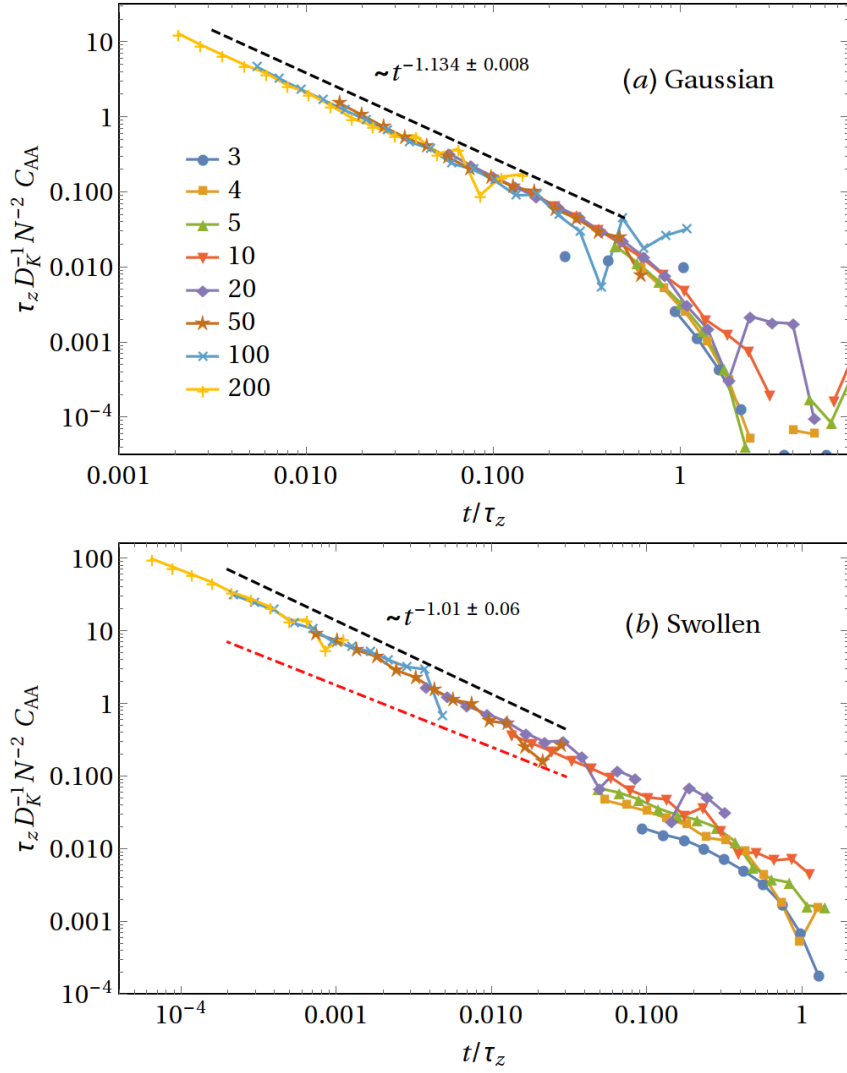 10
1
0.100
0.010
0.001
10⁻⁴
τ_z D_K⁻¹ N⁻² C_AA
~t^−1.134 ± 0.008
(a) Gaussian
3
4
5
10
20
50
100
200
0.001 0.010 0.100 1
t/τ_z
100
10
1
0.100
0.010
0.001
10⁻⁴
τ_z D_K⁻¹ N⁻² C_AA
~t^−1.01 ± 0.06
(b) Swollen
10⁻⁴ 0.001 0.010 0.100 1
t/τ_z